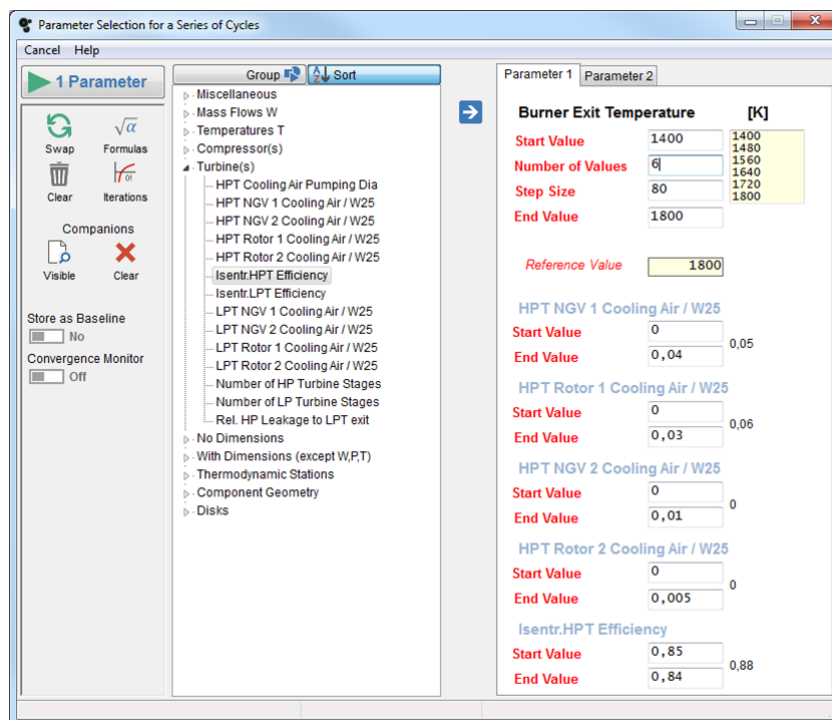 Parameter Selection for a Series of Cycles
Cancel Help
1 Parameter
Swap
Formulas
Clear
Iterations
Companions
Visible
Clear
Store as Baseline
No
Convergence Monitor
Off
Group
Sort
Miscellaneous
Mass Flows W
Temperatures T
Compressor(s)
Turbine(s)
HPT Cooling Air Pumping Dia
HPT NGV 1 Cooling Air / W25
HPT NGV 2 Cooling Air / W25
HPT Rotor 1 Cooling Air / W25
HPT Rotor 2 Cooling Air / W25
Isentr.HPT Efficiency
Isentr.LPT Efficiency
LPT NGV 1 Cooling Air / W25
LPT NGV 2 Cooling Air / W25
LPT Rotor 1 Cooling Air / W25
LPT Rotor 2 Cooling Air / W25
Number of HP Turbine Stages
Number of LP Turbine Stages
Rel. HP Leakage to LPT exit
No Dimensions
With Dimensions (except W,P,T)
Thermodynamic Stations
Component Geometry
Disks
Parameter 1 Parameter 2
Burner Exit Temperature [K]
Start Value 1400
Number of Values 6
Step Size 80
End Value 1800
1400
1480
1560
1640
1720
1800
Reference Value 1800
HPT NGV 1 Cooling Air / W25
Start Value 0
End Value 0,04
0,05
HPT Rotor 1 Cooling Air / W25
Start Value 0
End Value 0,03
0,06
HPT NGV 2 Cooling Air / W25
Start Value 0
End Value 0,01
0
HPT Rotor 2 Cooling Air / W25
Start Value 0
End Value 0,005
0
Isentr.HPT Efficiency
Start Value 0,85
End Value 0,84
0,88